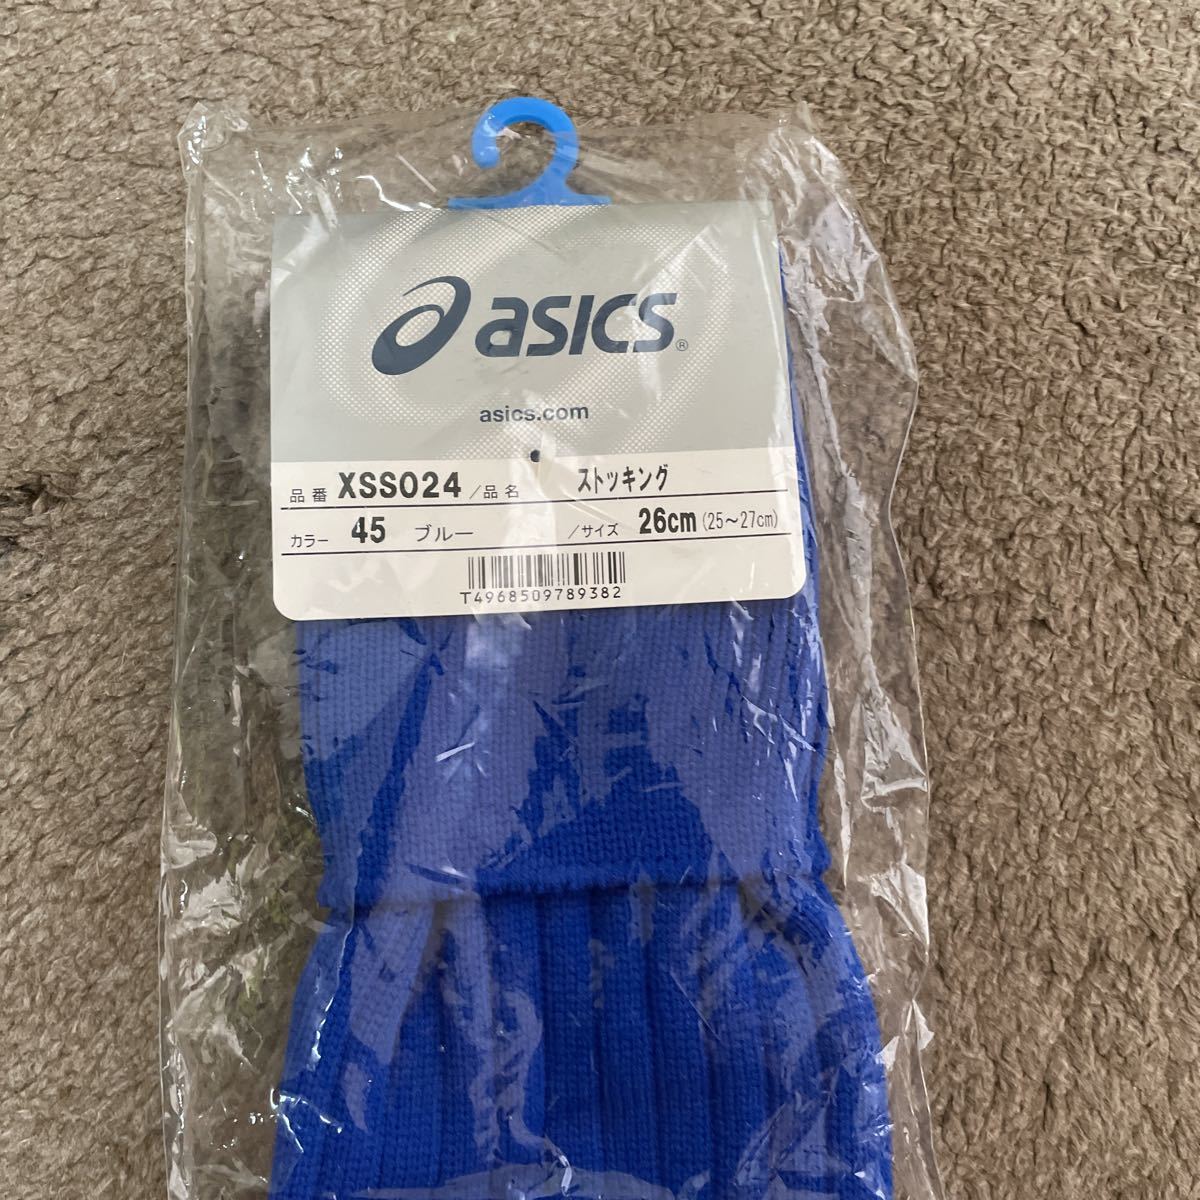 asics®
asics.com
品番 XSS024 /品名 ストッキング
カラー 45 ブルー /サイズ 26cm (25～27cm)
T4968509789382